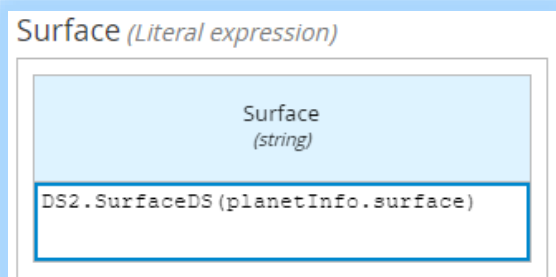 Surface (Literal expression)
Surface
(string)
DS2.SurfaceDS(planetInfo.surface)